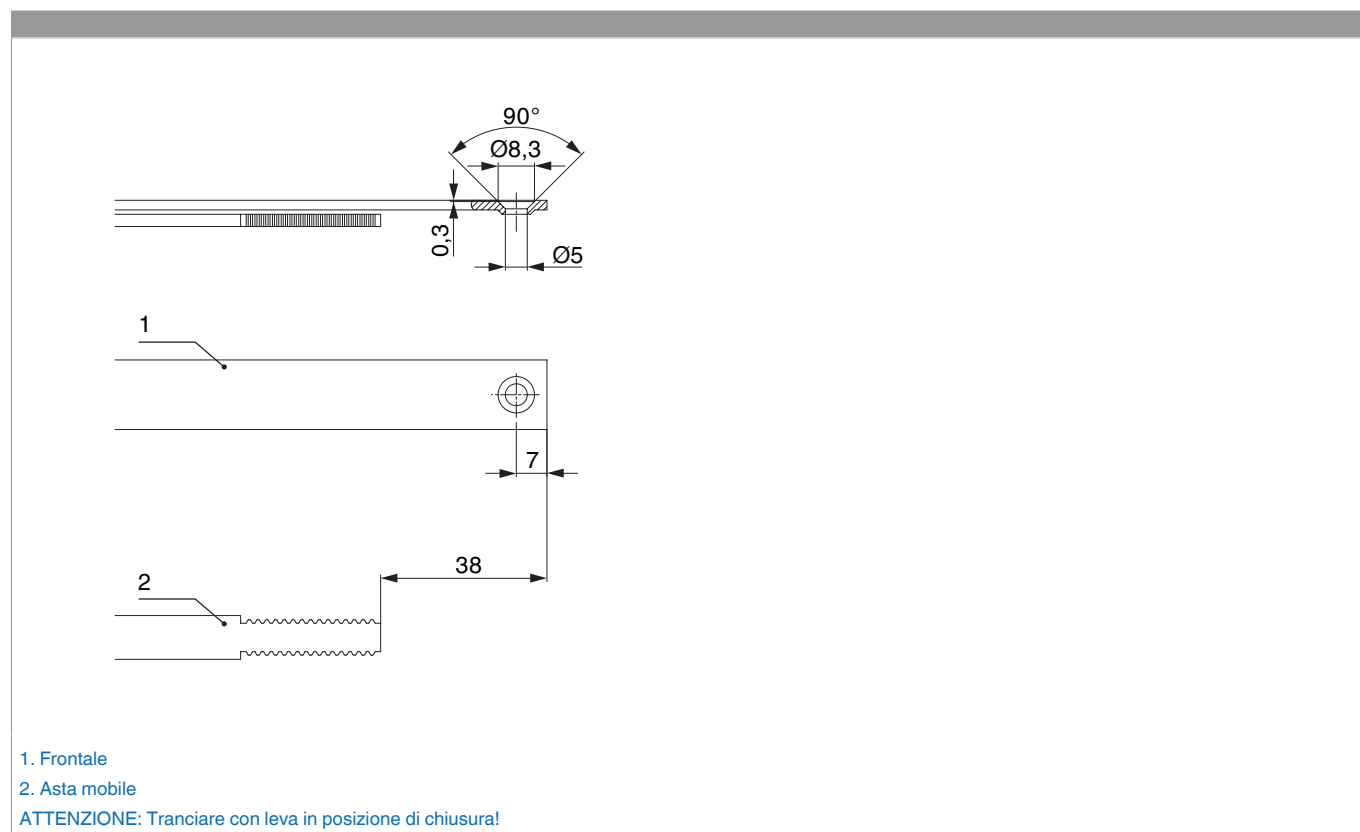 90°
Ø8,3
0,3
Ø5
1
7
38
2
1. Frontale
2. Asta mobile
ATTENZIONE: Tranciare con leva in posizione di chiusura!